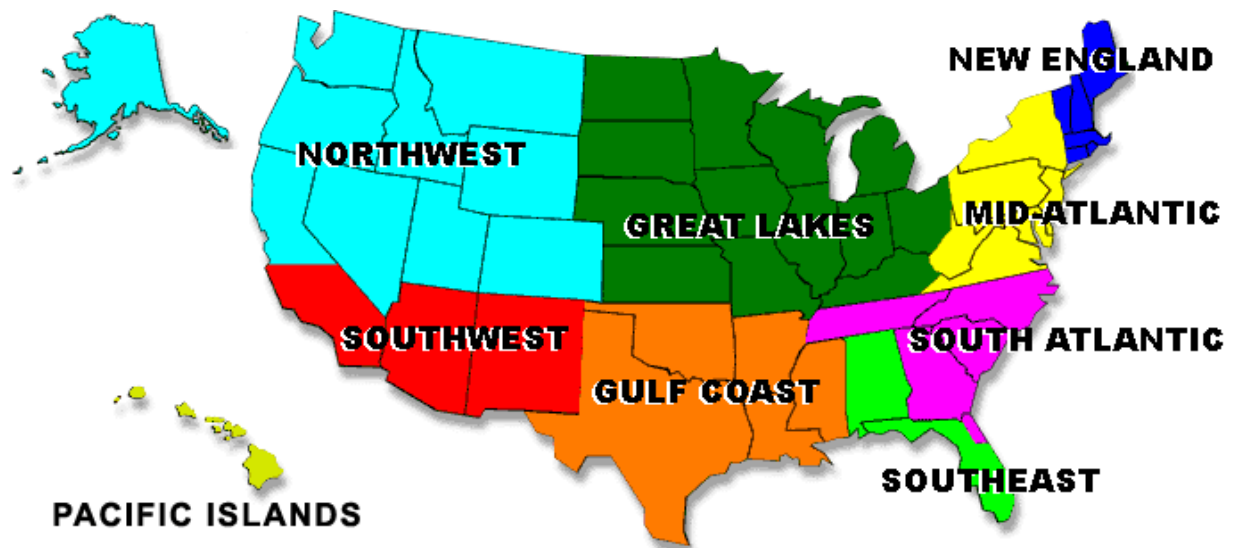 NEW ENGLAND
NORTHWEST
MID-ATLANTIC
GREAT LAKES
SOUTHWEST
SOUTH ATLANTIC
GULF COAST
SOUTHEAST
PACIFIC ISLANDS